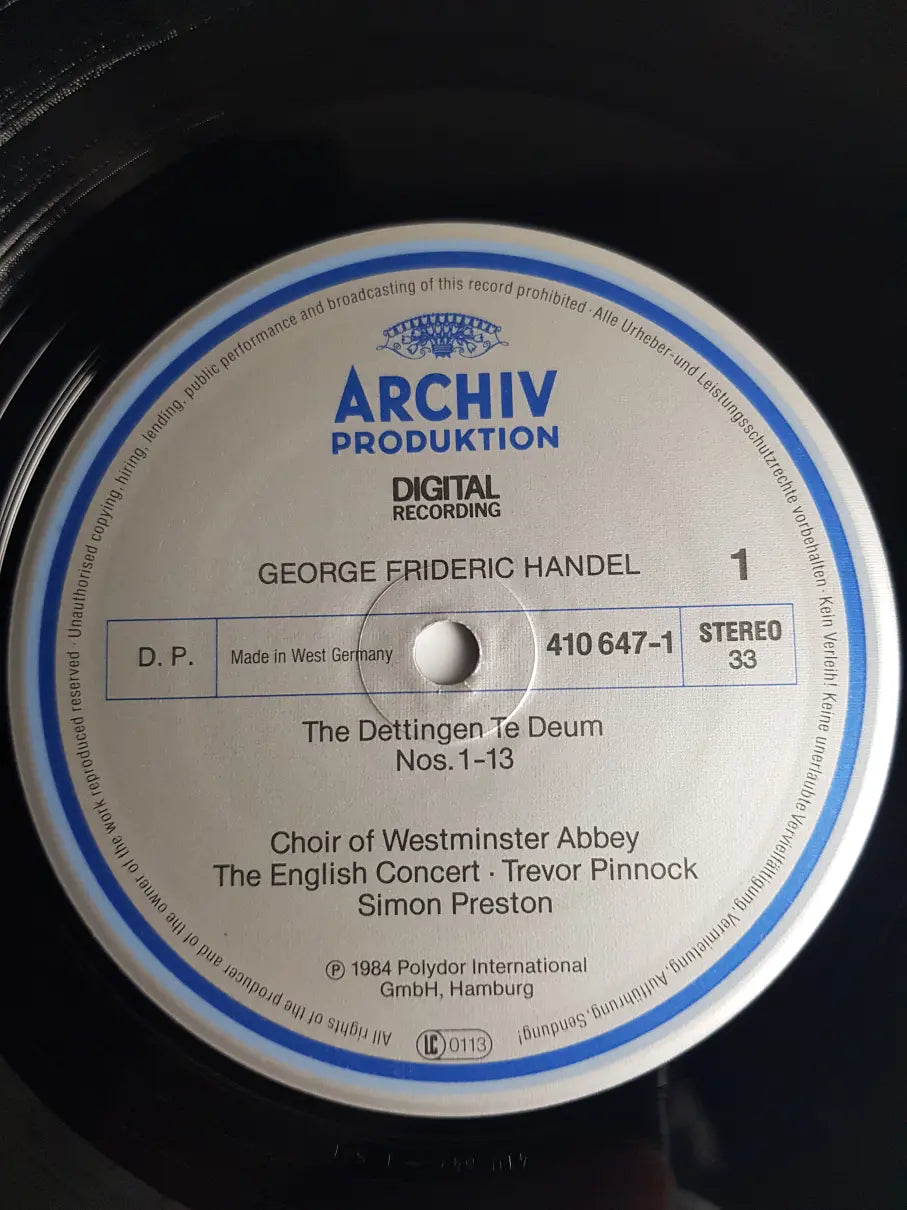 ARCHIV
PRODUKTION
DIGITAL
RECORDING
GEORGE FRIDERIC HANDEL
1
D. P.
Made in West Germany
410 647-1
STEREO
33
The Dettingen Te Deum
Nos. 1-13
Choir of Westminster Abbey
The English Concert · Trevor Pinnock
Simon Preston
℗ 1984 Polydor International
GmbH, Hamburg
LC 0113
All rights of the producer and of the owner of the work reproduced reserved · Unauthorised copying, hiring, lending, public performance and broadcasting of this record prohibited · Alle Urheber-und Leistungsschutzrechte vorbehalten · Kein Verleih! Keine unerlaubte Vervielfältigung, Vermietung, Aufführung, Sendung!